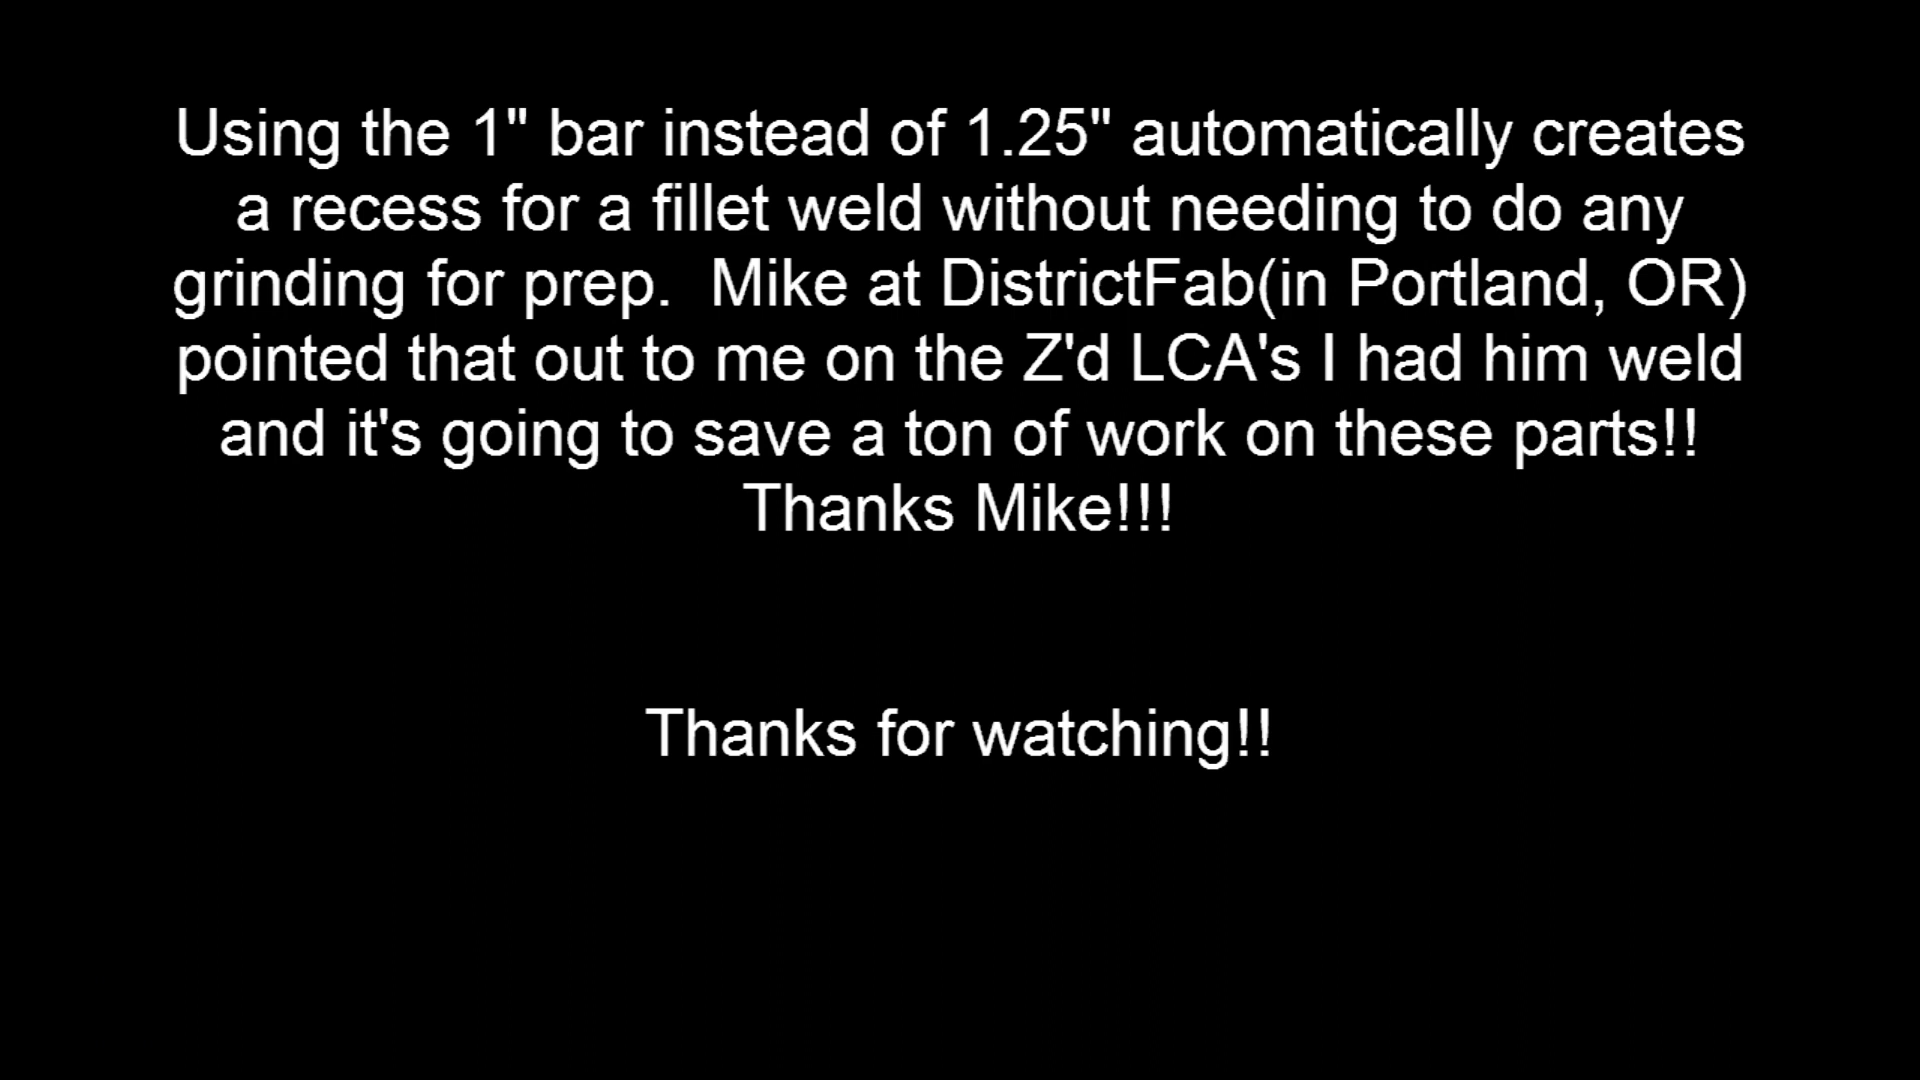 Using the 1" bar instead of 1.25" automatically creates
a recess for a fillet weld without needing to do any
grinding for prep.  Mike at DistrictFab(in Portland, OR)
pointed that out to me on the Z'd LCA's I had him weld
and it's going to save a ton of work on these parts!!
Thanks Mike!!!
Thanks for watching!!